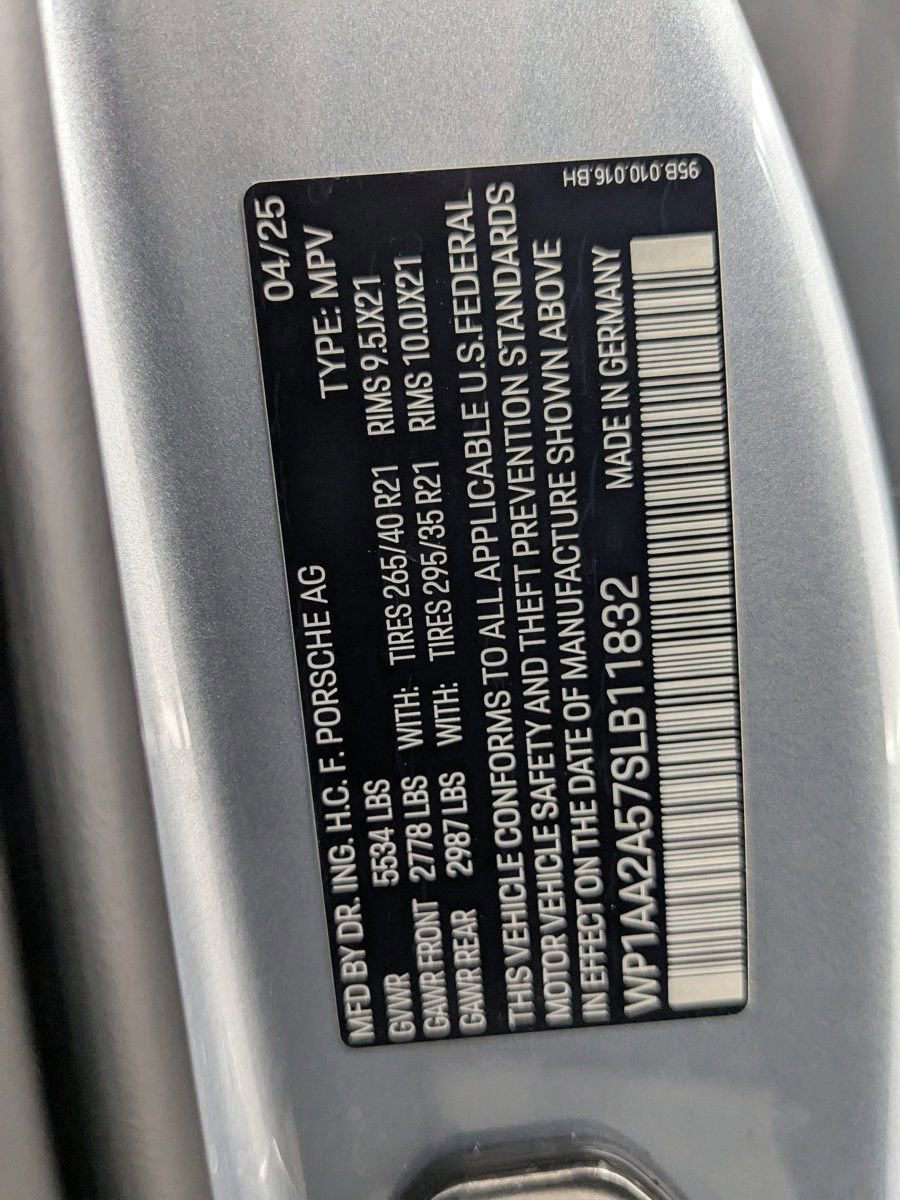 MFD BY DR. ING. H.C. F. PORSCHE AG 04/25
GVWR 5534 LBS TYPE: MPV
GAWR FRONT 2778 LBS WITH: TIRES 265/40 R21 RIMS 9.5JX21
GAWR REAR 2987 LBS WITH: TIRES 295/35 R21 RIMS 10.0JX21
THIS VEHICLE CONFORMS TO ALL APPLICABLE U.S.FEDERAL
MOTOR VEHICLE SAFETY AND THEFT PREVENTION STANDARDS
IN EFFECT ON THE DATE OF MANUFACTURE SHOWN ABOVE
WP1AA2A57SLB11832 MADE IN GERMANY
95B.010.016.BH